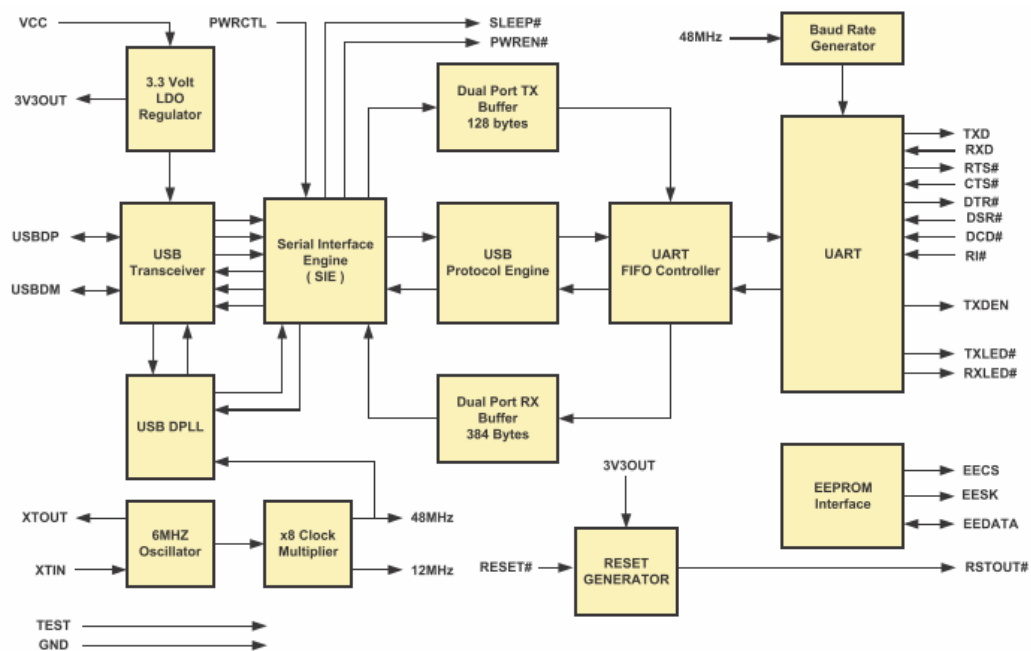 VCC
PWRCTL
SLEEP#
PWREN#
48MHz
Baud Rate
Generator
3.3 Volt
LDO
Regulator
3V3OUT
Dual Port TX
Buffer
128 bytes
TXD
RXD
RTS#
CTS#
DTR#
DSR#
DCD#
RI#
TXDEN
TXLED#
RXLED#
USBDP
USBDM
USB
Transceiver
Serial Interface
Engine
( SIE )
USB
Protocol Engine
UART
FIFO Controller
UART
USB DPLL
Dual Port RX
Buffer
384 Bytes
3V3OUT
EEPROM
Interface
EECS
EESK
EEDATA
XTOUT
XTIN
6MHZ
Oscillator
x8 Clock
Multiplier
48MHz
12MHz
RESET#
RESET
GENERATOR
RSTOUT#
TEST
GND